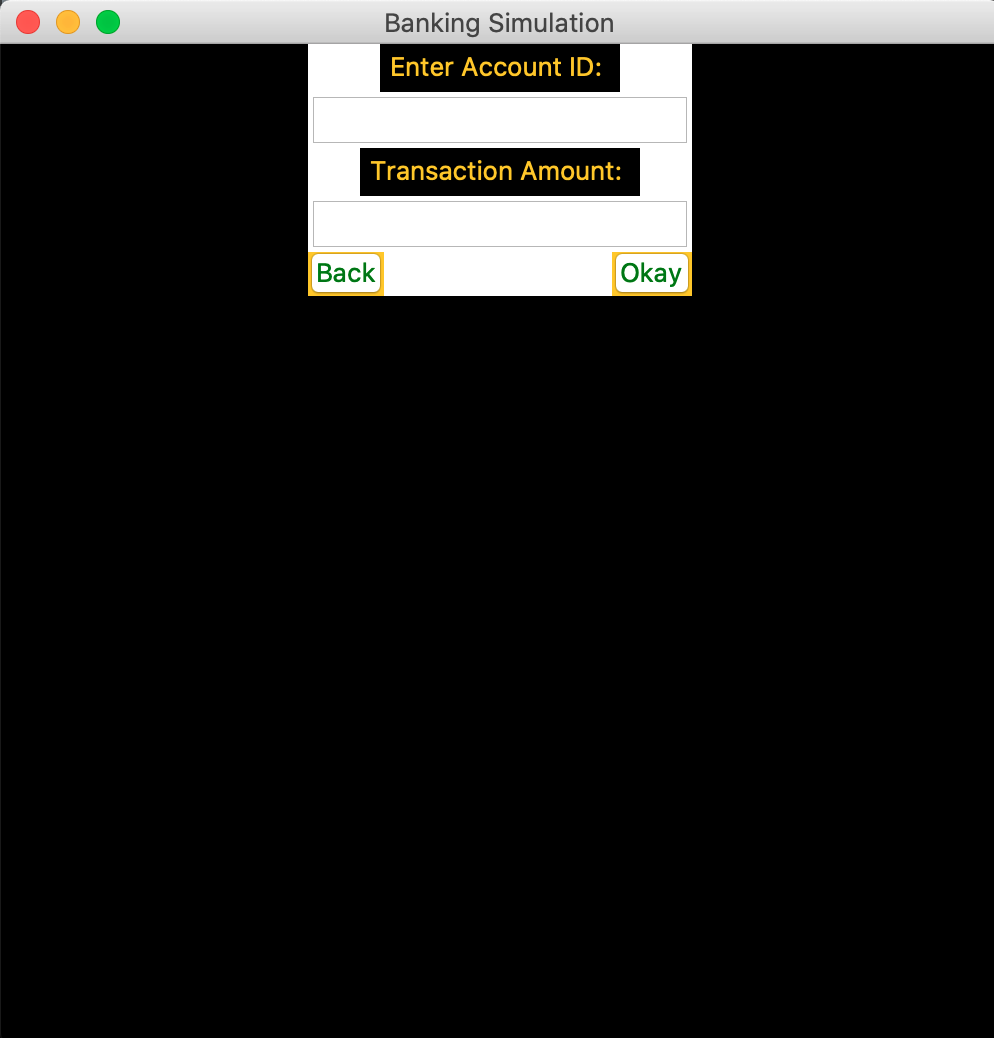 Banking Simulation
Enter Account ID:
Transaction Amount:
Back Okay